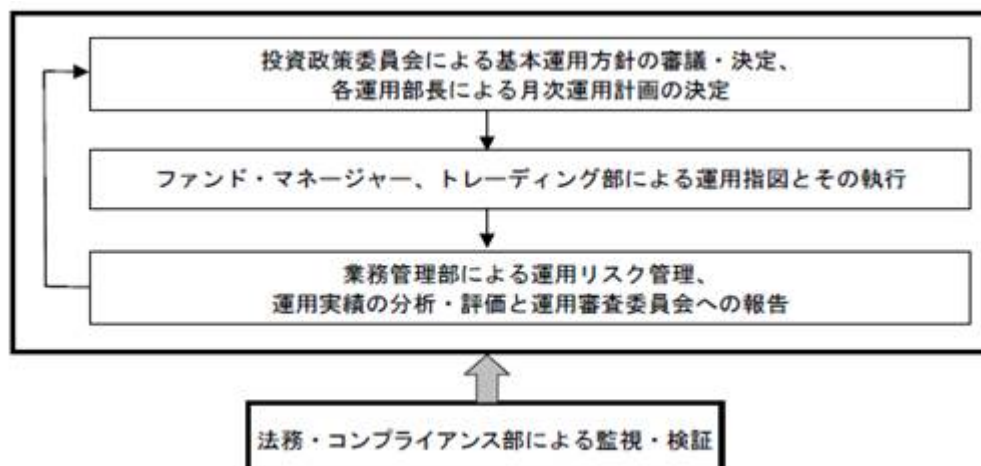 投資政策委員会による基本運用方針の審議・決定、
各運用部長による月次運用計画の決定
ファンド・マネージャー、トレーディング部による運用指図とその執行
業務管理部による運用リスク管理、
運用実績の分析・評価と運用審査委員会への報告
法務・コンプライアンス部による監視・検証